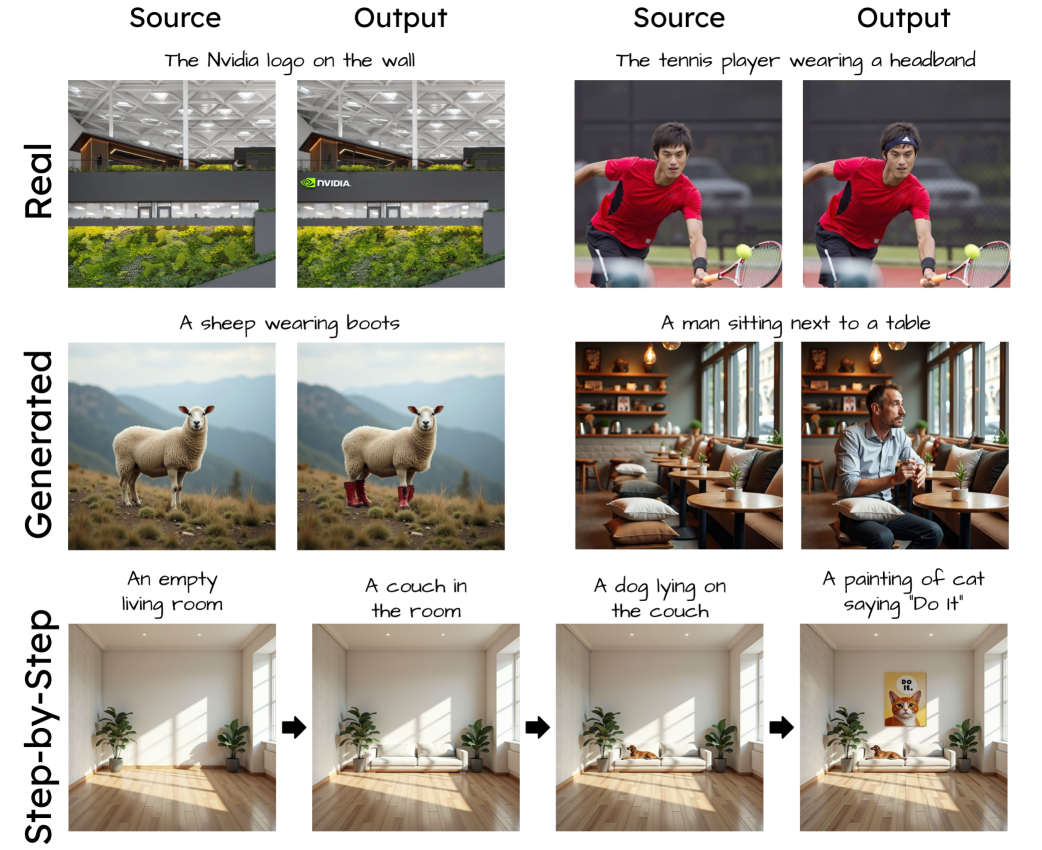 Source
Output
Source
Output
Real
The Nvidia logo on the wall
The tennis player wearing a headband
NVIDIA
Generated
A sheep wearing boots
A man sitting next to a table
Step-by-Step
An empty
living room
A couch in
the room
A dog lying on
the couch
A painting of cat
saying "Do It"
DO
IT.